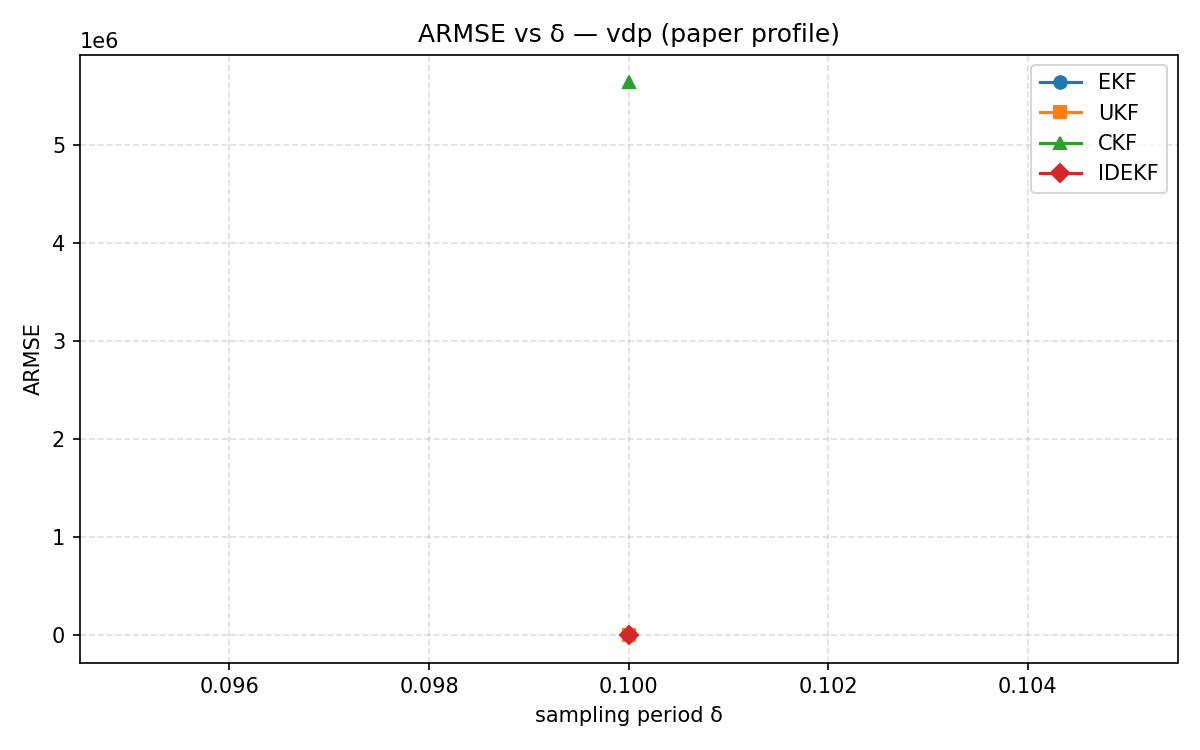 ARMSE vs δ — vdp (paper profile)
1e6
EKF
UKF
CKF
IDEKF
5
4
3
2
1
0
ARMSE
0.096
0.098
0.100
0.102
0.104
sampling period δ